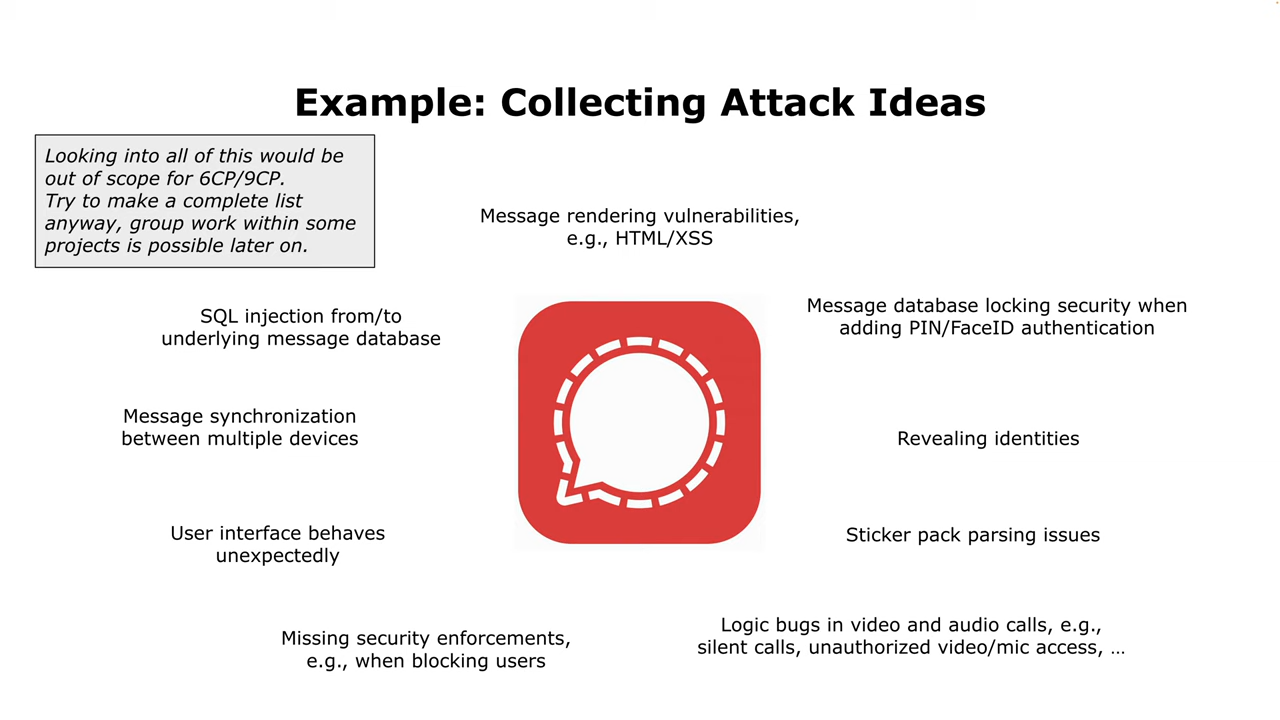 Example: Collecting Attack Ideas
Looking into all of this would be
out of scope for 6CP/9CP.
Try to make a complete list
anyway, group work within some
projects is possible later on.
Message rendering vulnerabilities,
e.g., HTML/XSS
SQL injection from/to
underlying message database
Message database locking security when
adding PIN/FaceID authentication
Message synchronization
between multiple devices
Revealing identities
User interface behaves
unexpectedly
Sticker pack parsing issues
Missing security enforcements,
e.g., when blocking users
Logic bugs in video and audio calls, e.g.,
silent calls, unauthorized video/mic access, …